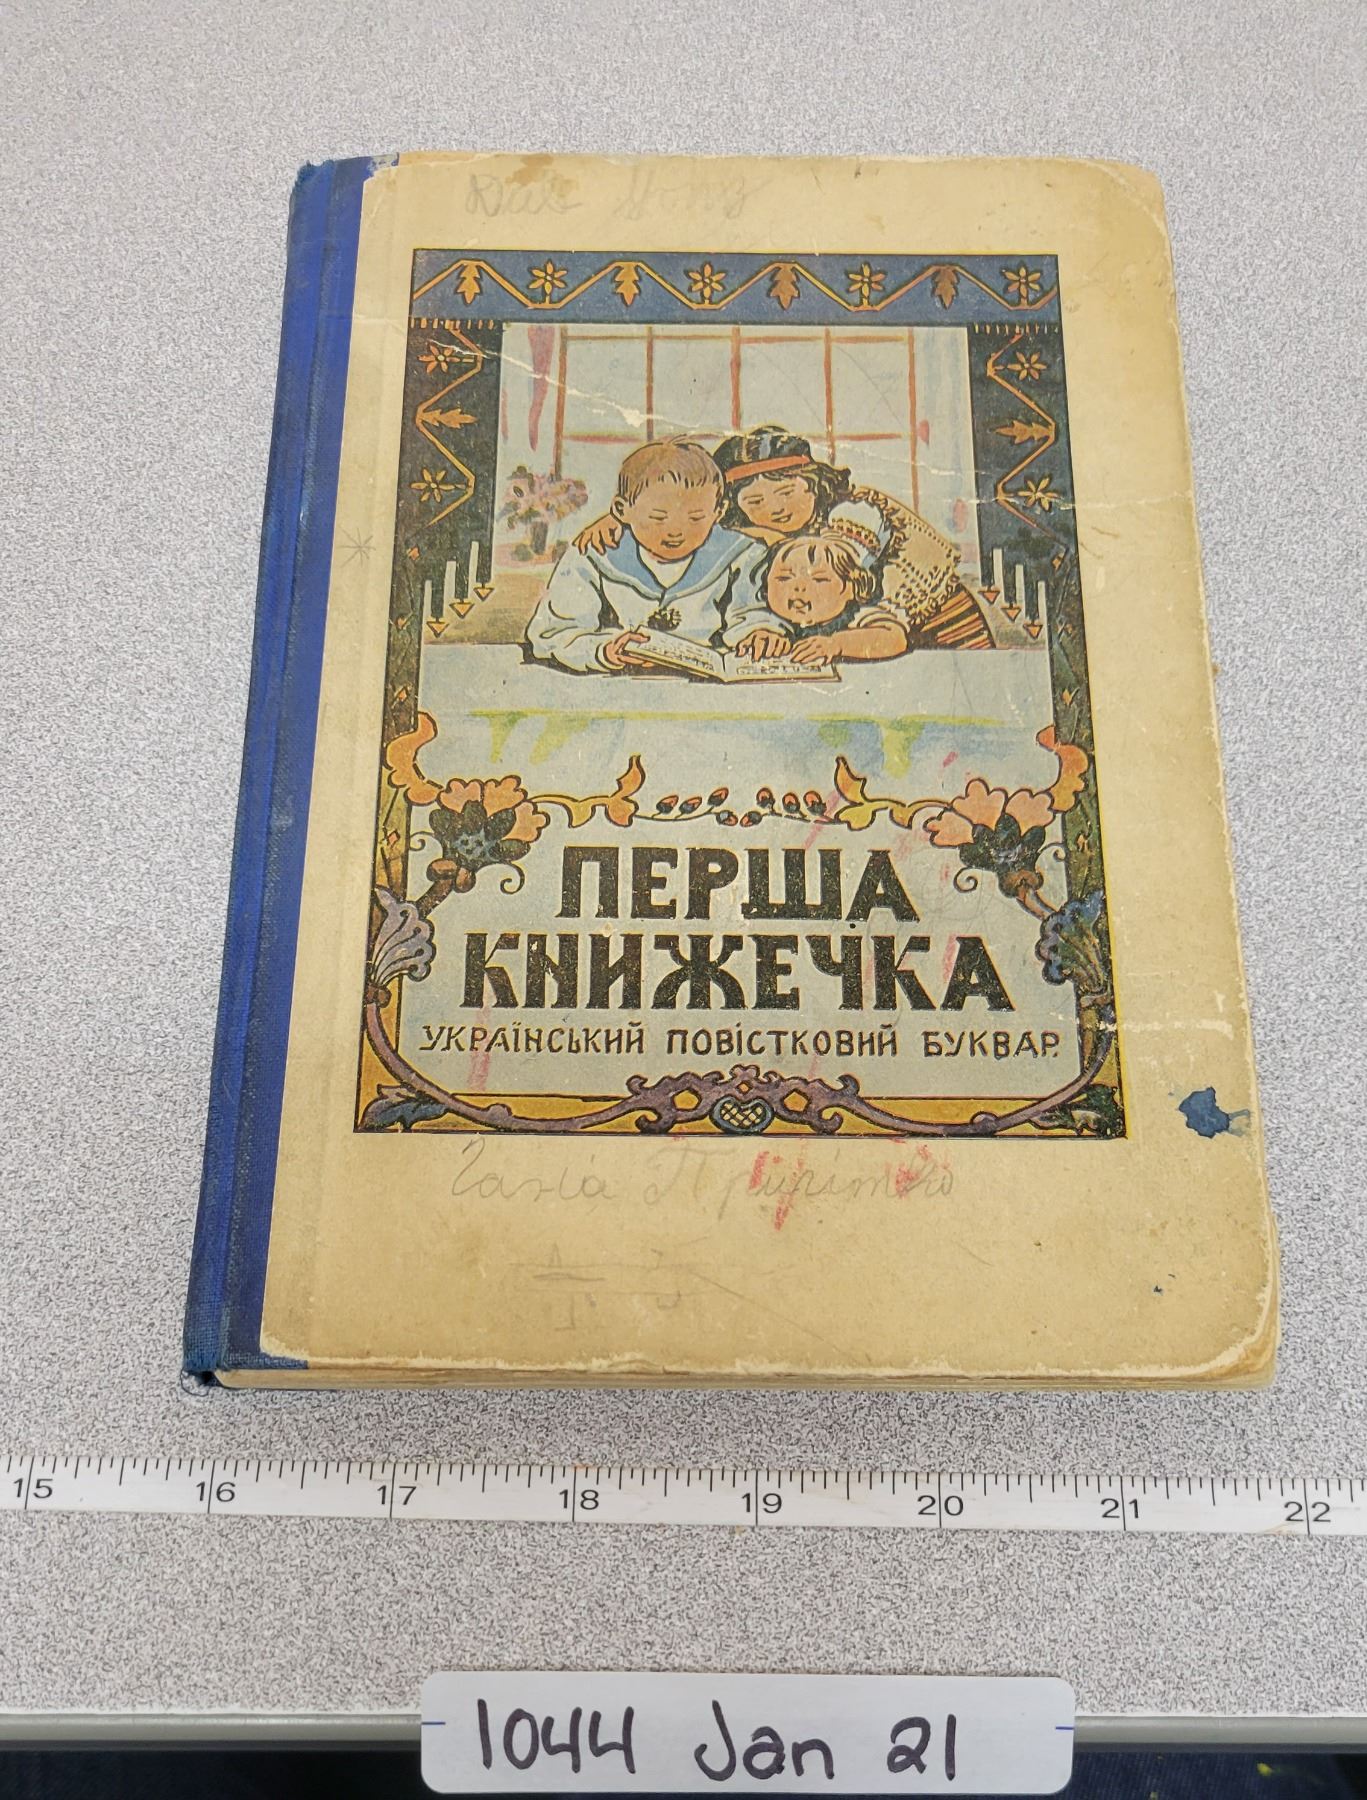 ПЕРША
КНИЖЕЧКА
УКРАЇНСЬКИЙ ПОВІСТКОВИЙ БУКВАР.
15 16 17 18 19 20 21 22
1044 Jan 21